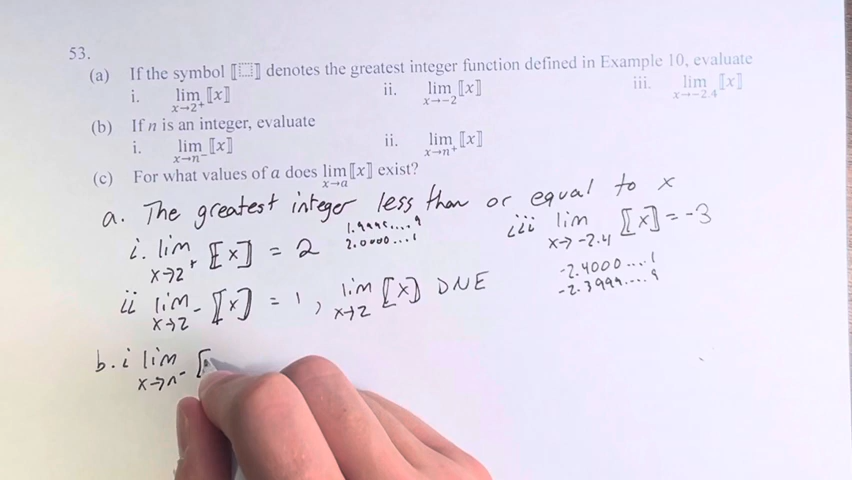 53.
(a) If the symbol ⟦⬚⟧ denotes the greatest integer function defined in Example 10, evaluate
i. lim x→2⁺ ⟦x⟧ ii. lim x→−2 ⟦x⟧ iii. lim x→−2.4 ⟦x⟧
(b) If n is an integer, evaluate
i. lim x→n⁻ ⟦x⟧ ii. lim x→n⁺ ⟦x⟧
(c) For what values of a does lim x→a ⟦x⟧ exist?
a. The greatest integer less than or equal to x
i. lim x→2⁺ ⟦x⟧ = 2
1.9999....9
2.0000...1
iii lim x→-2.4 ⟦x⟧ = -3
-2.4000....1
-2.3999....9
ii lim x→2⁻ ⟦x⟧ = 1, lim x→2 ⟦x⟧ DNE
b. i lim x→n⁻ ⟦